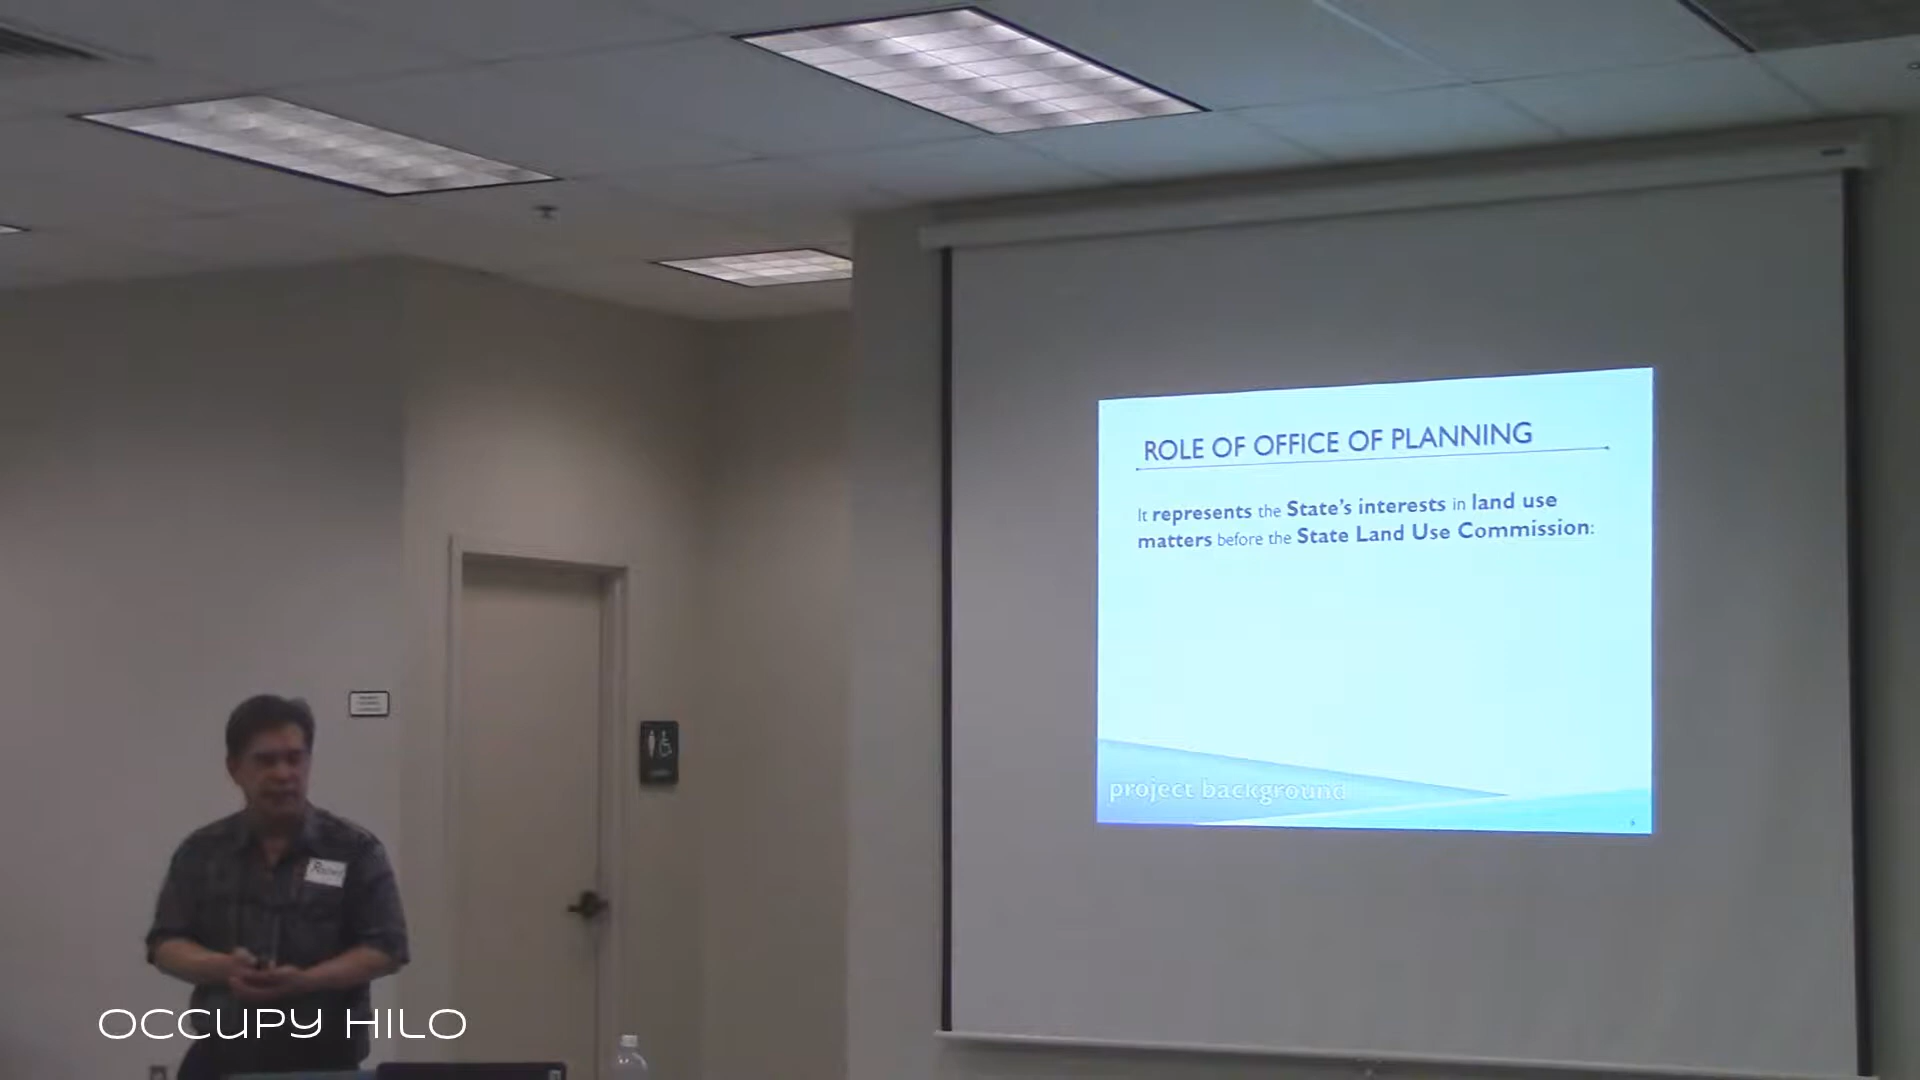 ROLE OF OFFICE OF PLANNING
It represents the State's interests in land use
matters before the State Land Use Commission:
project background
OCCUPY HILO